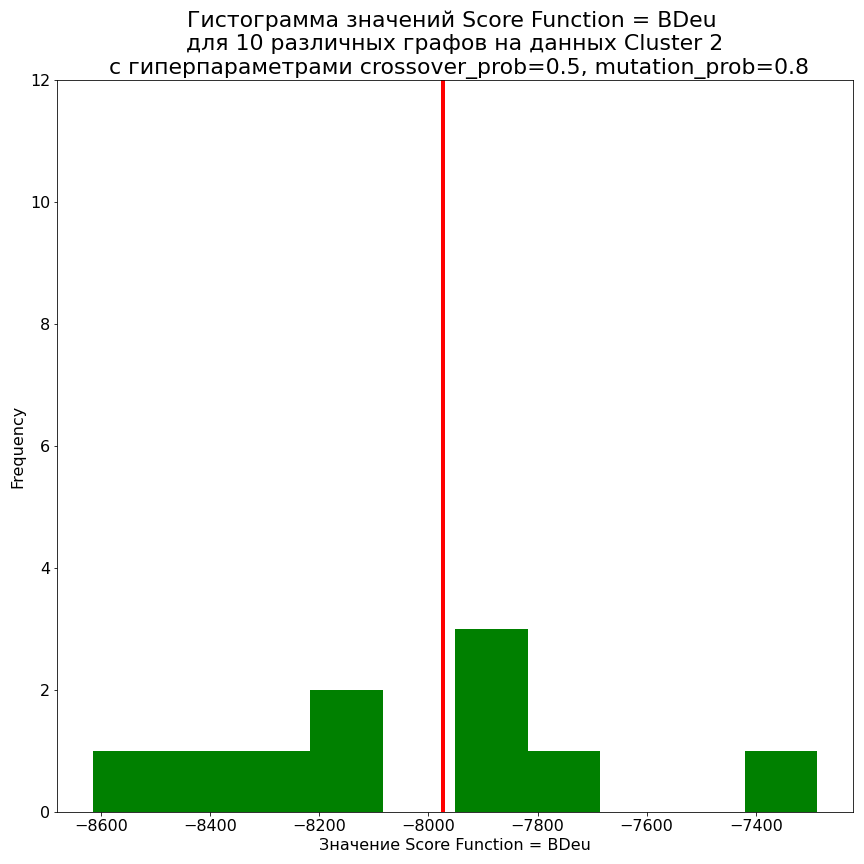 Гистограмма значений Score Function = BDeu
для 10 различных графов на данных Cluster 2
с гиперпараметрами crossover_prob=0.5, mutation_prob=0.8
12
10
8
6
4
2
0
Frequency
−8600 −8400 −8200 −8000 −7800 −7600 −7400
Значение Score Function = BDeu